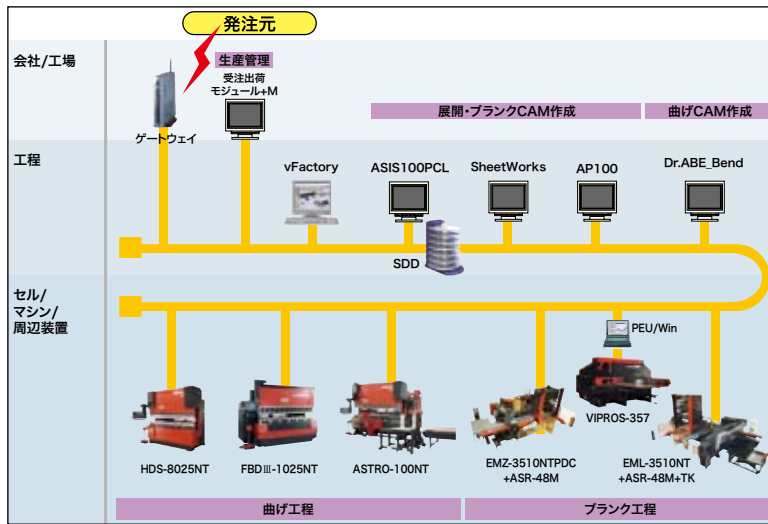 発注元
会社/工場
生産管理
受注出荷
モジュール+M
ゲートウェイ
展開・ブランクCAM作成
曲げCAM作成
工程
vFactory
ASIS100PCL
SheetWorks
AP100
Dr.ABE_Bend
SDD
セル/
マシン/
周辺装置
PEU/Win
HDS-8025NT
FBDⅢ-1025NT
ASTRO-100NT
EMZ-3510NTPDC
+ASR-48M
VIPROS-357
EML-3510NT
+ASR-48M+TK
曲げ工程
ブランク工程